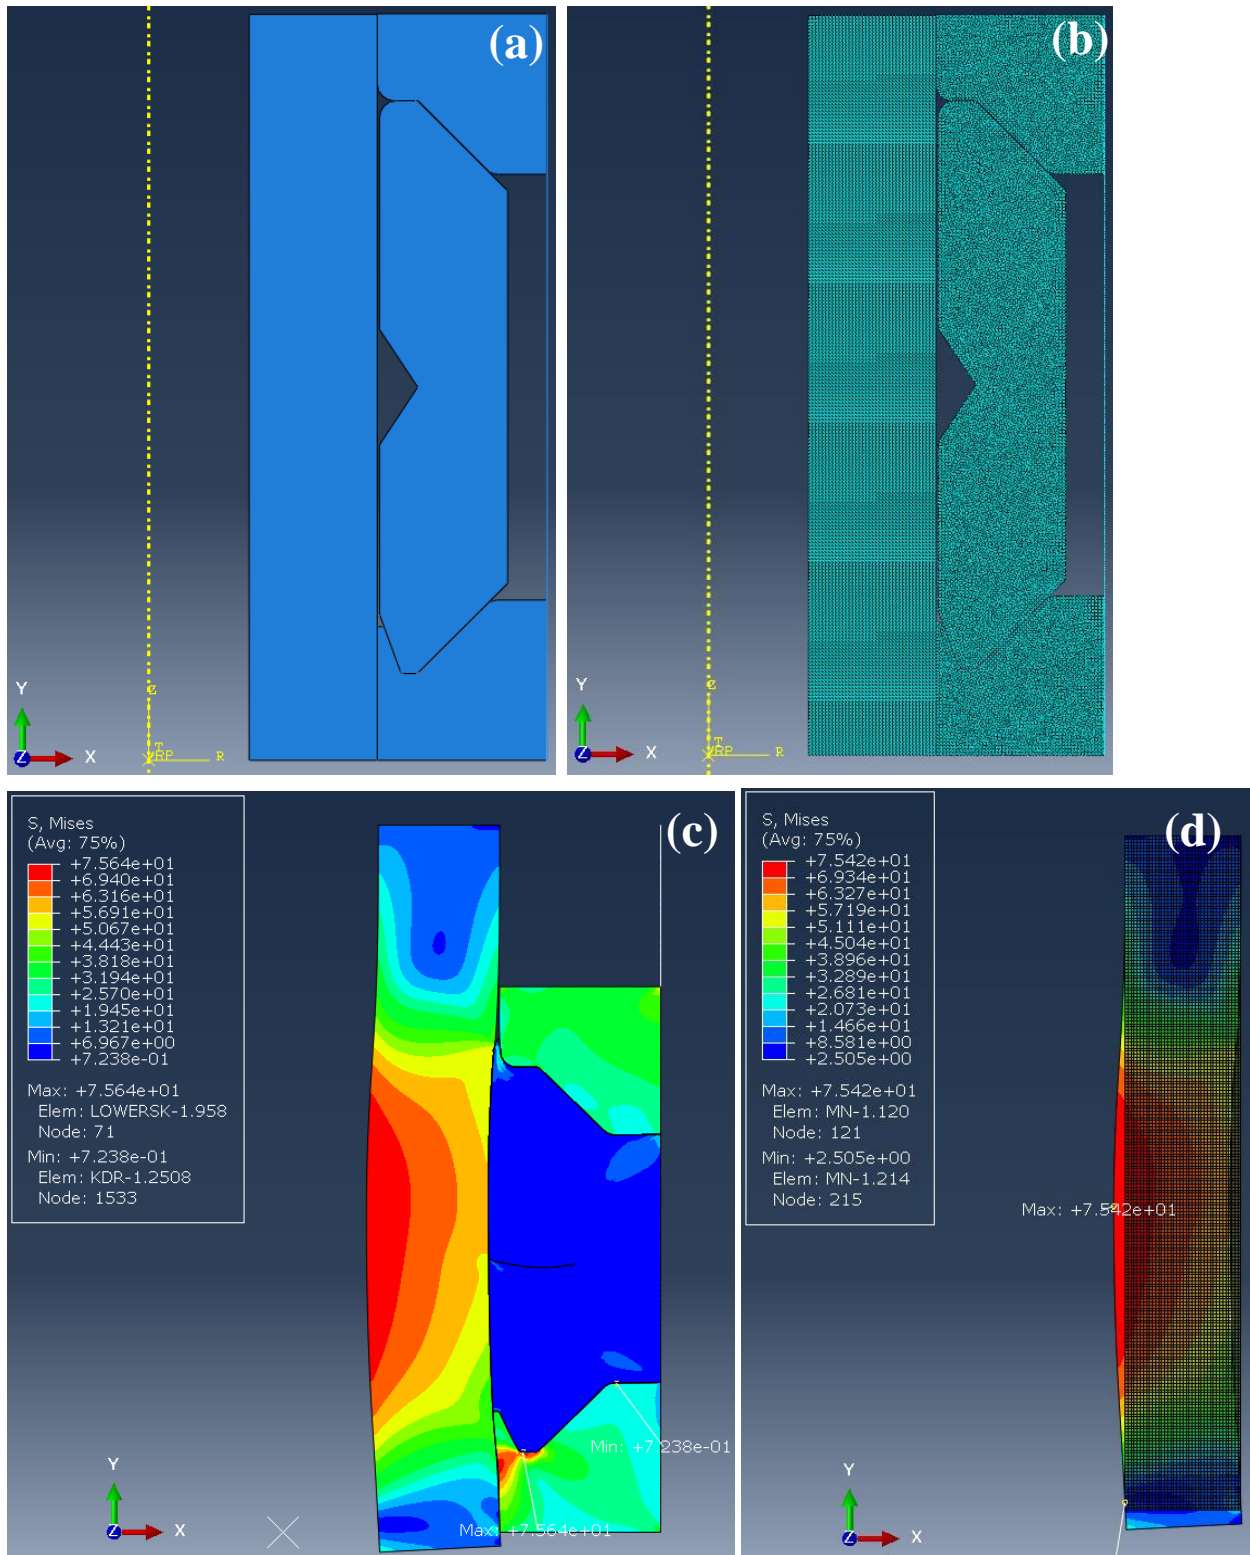 (a)
Y
Z
X
Z
T
RP
R
(b)
Y
Z
X
Z
T
RP
R
(c)
S, Mises
(Avg: 75%)
+7.564e+01
+6.940e+01
+6.316e+01
+5.691e+01
+5.067e+01
+4.443e+01
+3.818e+01
+3.194e+01
+2.570e+01
+1.945e+01
+1.321e+01
+6.967e+00
+7.238e-01
Max: +7.564e+01
Elem: LOWERSK-1.958
Node: 71
Min: +7.238e-01
Elem: KDR-1.2508
Node: 1533
Min: +7.238e-01
Max: +7.564e+01
Y
Z
X
(d)
S, Mises
(Avg: 75%)
+7.542e+01
+6.934e+01
+6.327e+01
+5.719e+01
+5.111e+01
+4.504e+01
+3.896e+01
+3.289e+01
+2.681e+01
+2.073e+01
+1.466e+01
+8.581e+00
+2.505e+00
Max: +7.542e+01
Elem: MN-1.120
Node: 121
Min: +2.505e+00
Elem: MN-1.214
Node: 215
Max: +7.542e+01
Y
Z
X